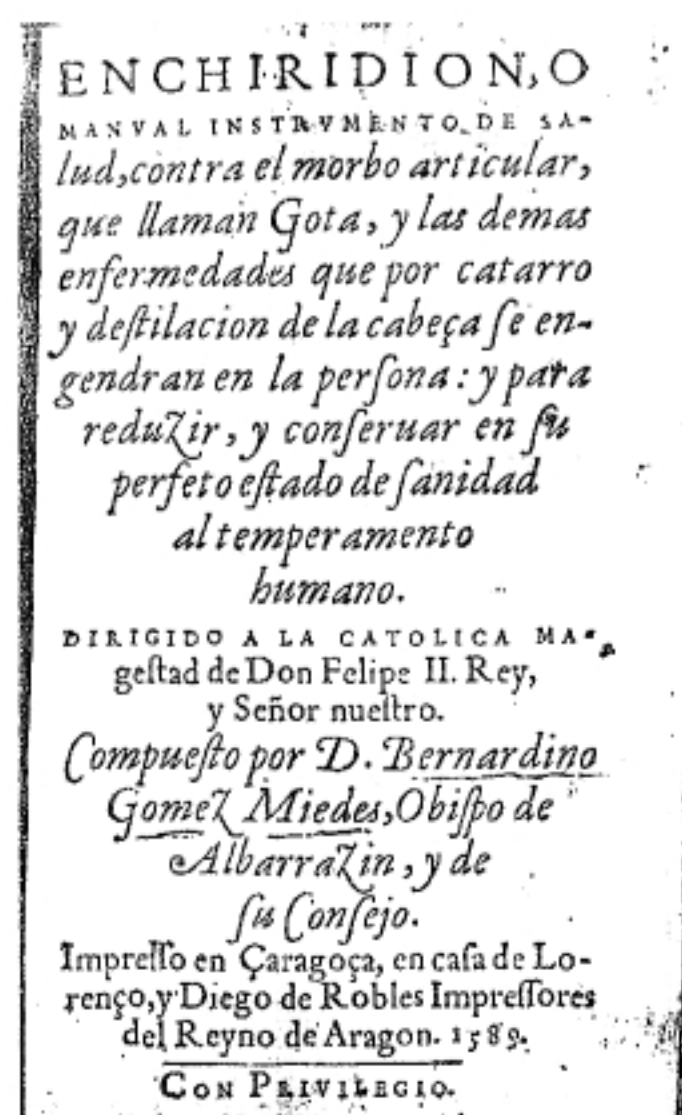 ENCHIRIDION, O
MANVAL INSTRVMENTO DE SA-
lud, contra el morbo articular,
que llaman Gota, y las demas
enfermedades que por catarro
y deſtilacion de la cabeça ſe en-
gendran en la perſona: y para
reduzir, y conſeruar en ſu
perfeto eſtado de ſanidad
al temperamento
humano.
DIRIGIDO A LA CATOLICA MA-
geſtad de Don Felipe II. Rey,
y Señor nueſtro.
Compueſto por D. Bernardino
Gomez Miedes, Obiſpo de
Albarrazin, y de
ſu Conſejo.
Impreſſo en Çaragoça, en caſa de Lo-
renço, y Diego de Robles Impreſſores
del Reyno de Aragon. 1589.
CON PRIVILEGIO.